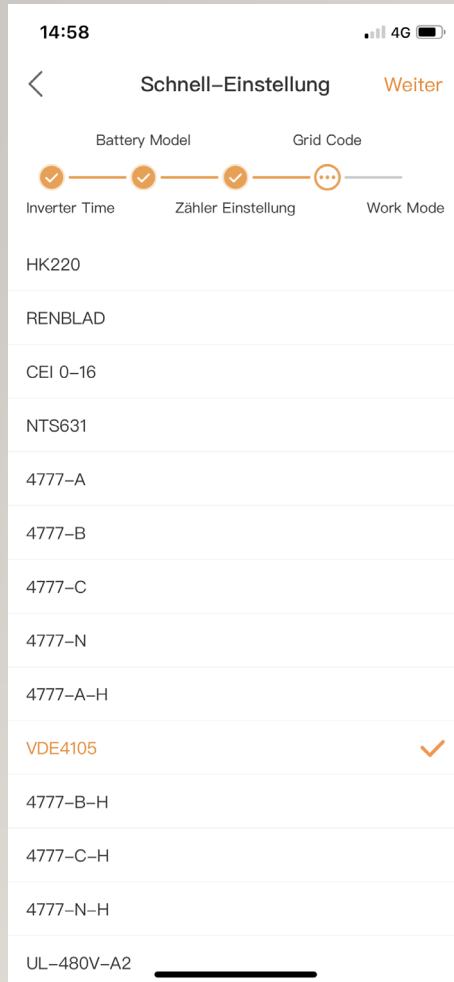 14:58
4G
Schnell-Einstellung
Weiter
Battery Model
Grid Code
Inverter Time
Zähler Einstellung
Work Mode
HK220
RENBLAD
CEI 0-16
NTS631
4777-A
4777-B
4777-C
4777-N
4777-A-H
VDE4105
4777-B-H
4777-C-H
4777-N-H
UL-480V-A2